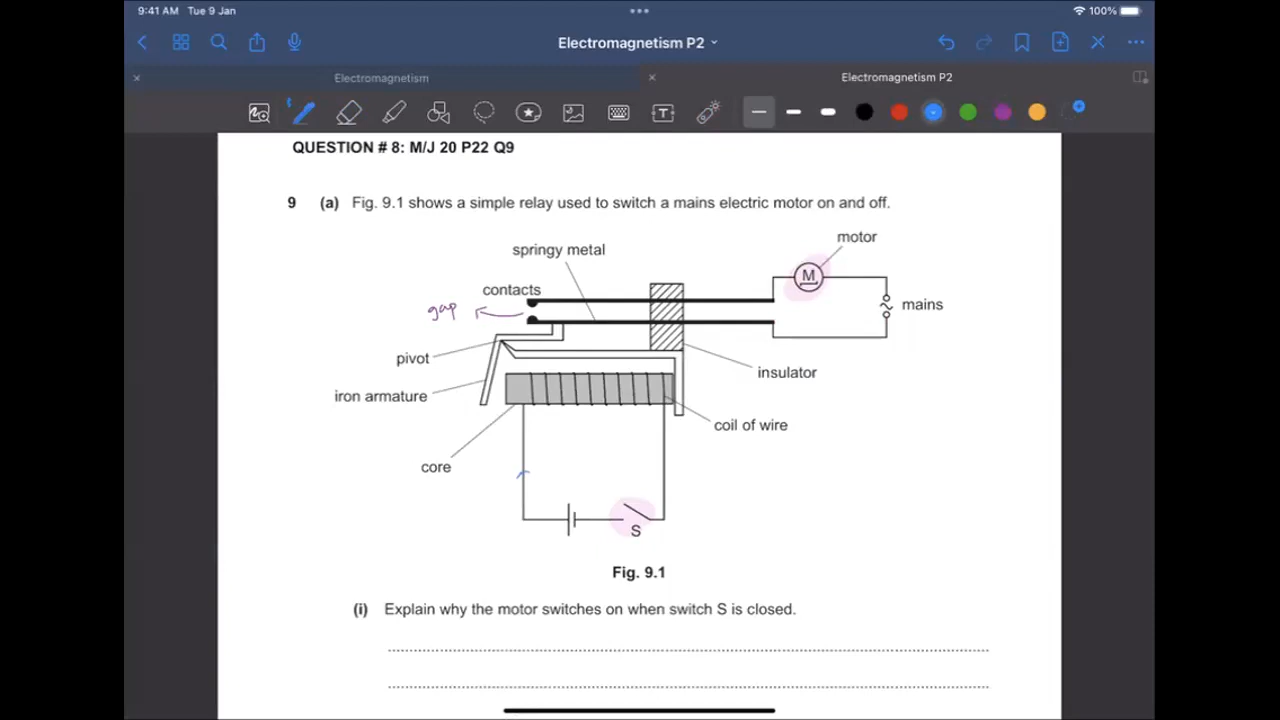 9:41 AM Tue 9 Jan
100%
Electromagnetism P2
Electromagnetism
Electromagnetism P2
T
QUESTION # 8: M/J 20 P22 Q9
9 (a) Fig. 9.1 shows a simple relay used to switch a mains electric motor on and off.
motor
springy metal
M
contacts
gap
mains
pivot
insulator
iron armature
coil of wire
core
S
Fig. 9.1
(i) Explain why the motor switches on when switch S is closed.